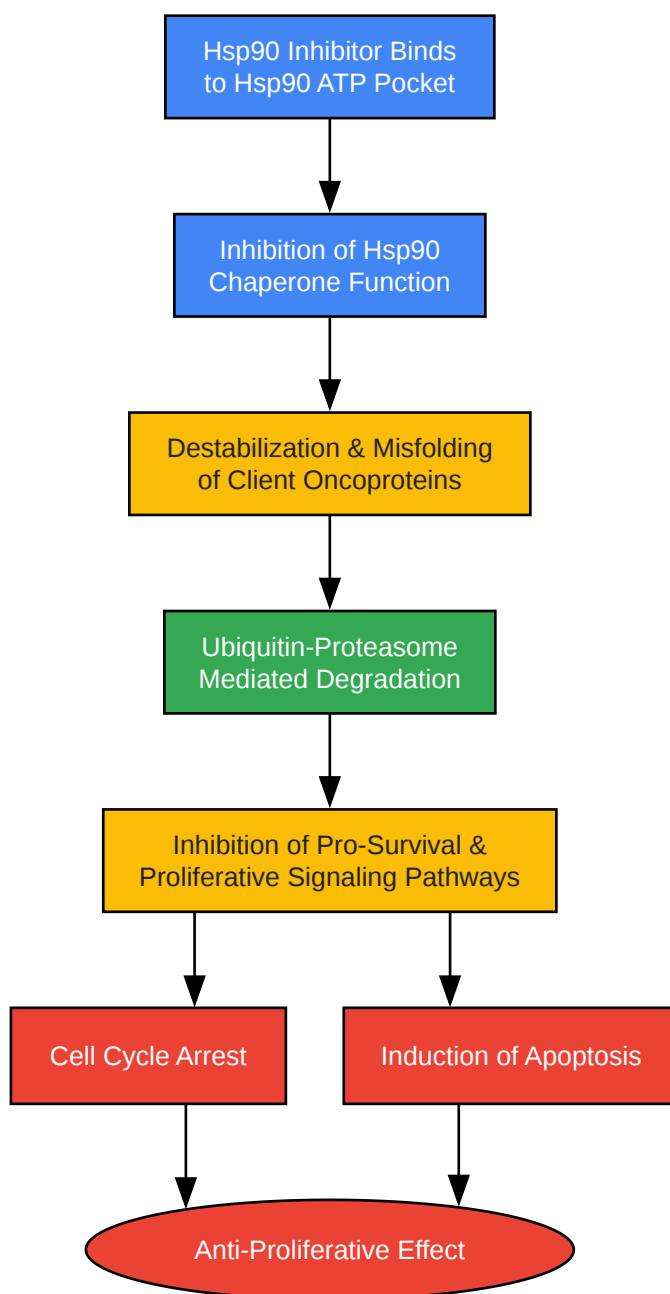 Hsp90 Inhibitor Binds
to Hsp90 ATP Pocket
Inhibition of Hsp90
Chaperone Function
Destabilization & Misfolding
of Client Oncoproteins
Ubiquitin-Proteasome
Mediated Degradation
Inhibition of Pro-Survival &
Proliferative Signaling Pathways
Cell Cycle Arrest
Induction of Apoptosis
Anti-Proliferative Effect